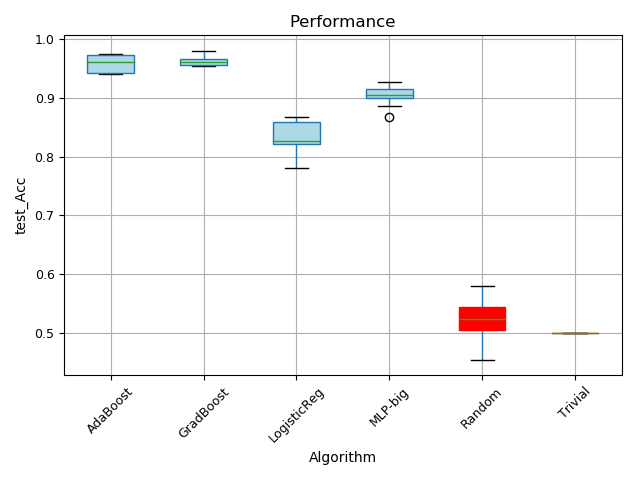 Performance
1.0
0.9
0.8
0.7
0.6
0.5
test_Acc
AdaBoost
GradBoost
LogisticReg
MLP-big
Random
Trivial
Algorithm